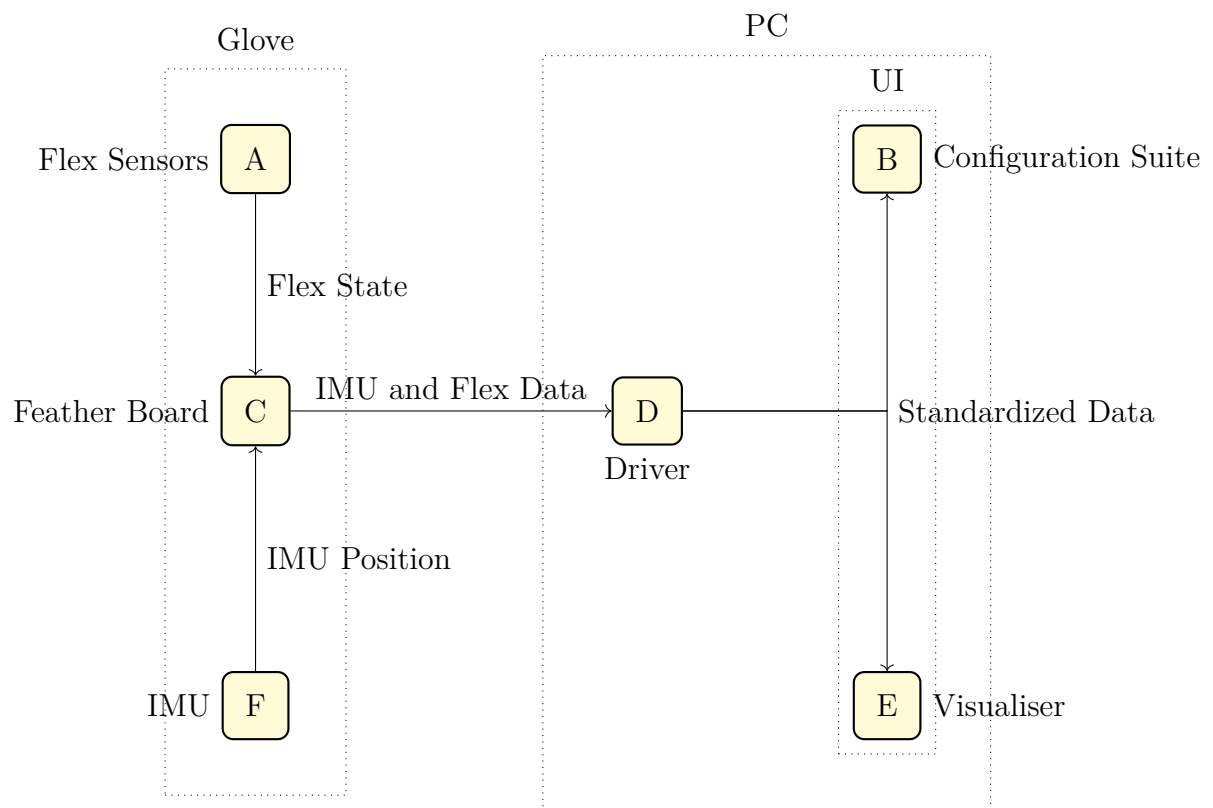 PC
Glove
UI
Flex Sensors
A
B
Configuration Suite
Flex State
IMU and Flex Data
Feather Board
C
D
Standardized Data
Driver
IMU Position
IMU
F
E
Visualiser